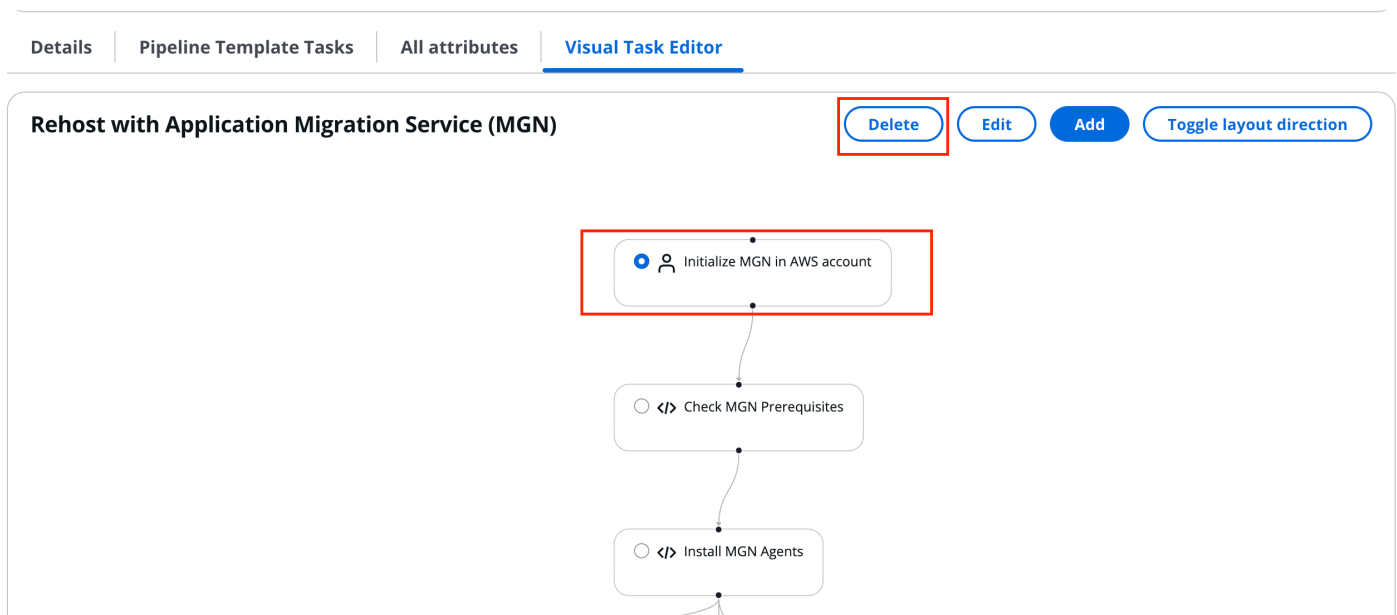 Details Pipeline Template Tasks All attributes Visual Task Editor
Rehost with Application Migration Service (MGN) Delete Edit Add Toggle layout direction
Initialize MGN in AWS account
</> Check MGN Prerequisites
</> Install MGN Agents